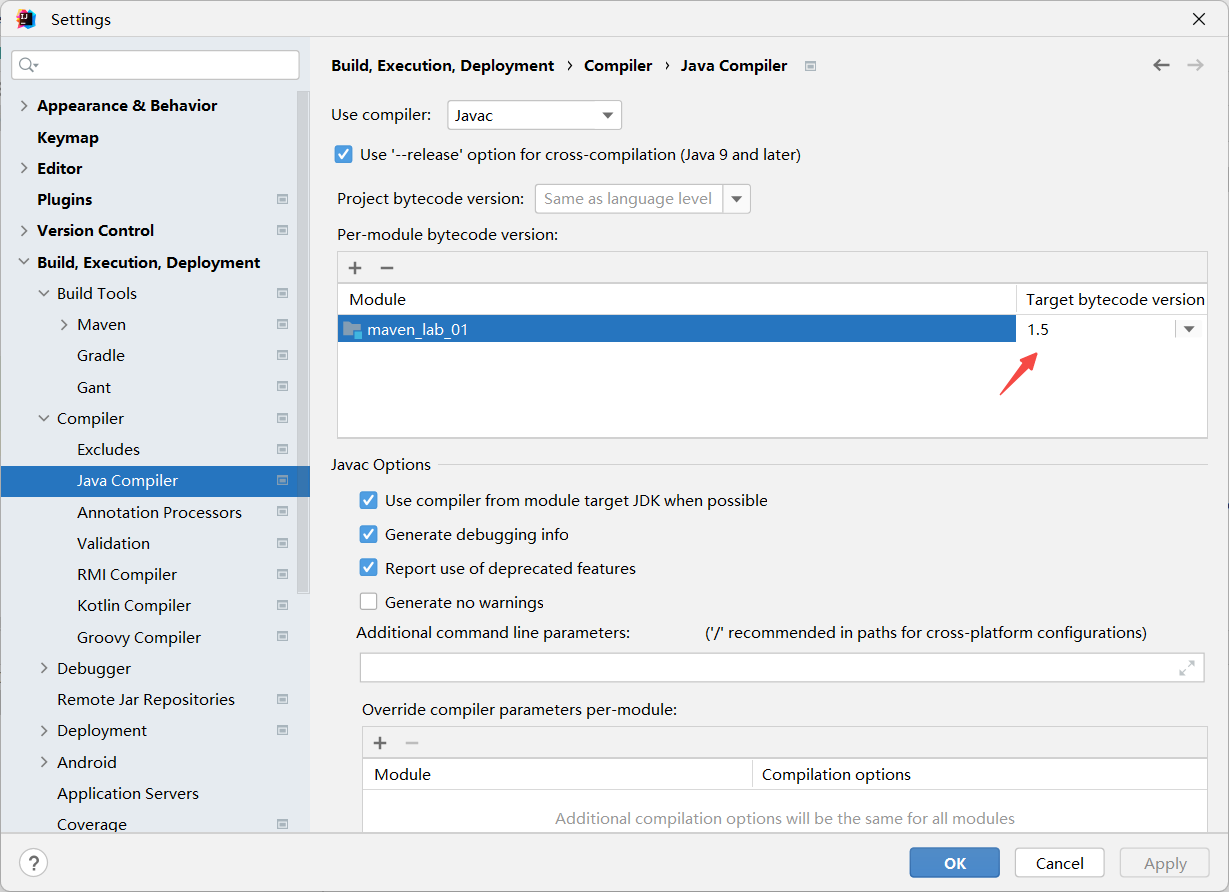 Settings
Appearance & Behavior
Keymap
Editor
Plugins
Version Control
Build, Execution, Deployment
Build Tools
Maven
Gradle
Gant
Compiler
Excludes
Java Compiler
Annotation Processors
Validation
RMI Compiler
Kotlin Compiler
Groovy Compiler
Debugger
Remote Jar Repositories
Deployment
Android
Application Servers
Coverage
Build, Execution, Deployment › Compiler › Java Compiler
Use compiler: Javac
Use '--release' option for cross-compilation (Java 9 and later)
Project bytecode version: Same as language level
Per-module bytecode version:
Module Target bytecode version
maven_lab_01 1.5
Javac Options
Use compiler from module target JDK when possible
Generate debugging info
Report use of deprecated features
Generate no warnings
Additional command line parameters: ('/' recommended in paths for cross-platform configurations)
Override compiler parameters per-module:
Module Compilation options
Additional compilation options will be the same for all modules
? OK Cancel Apply